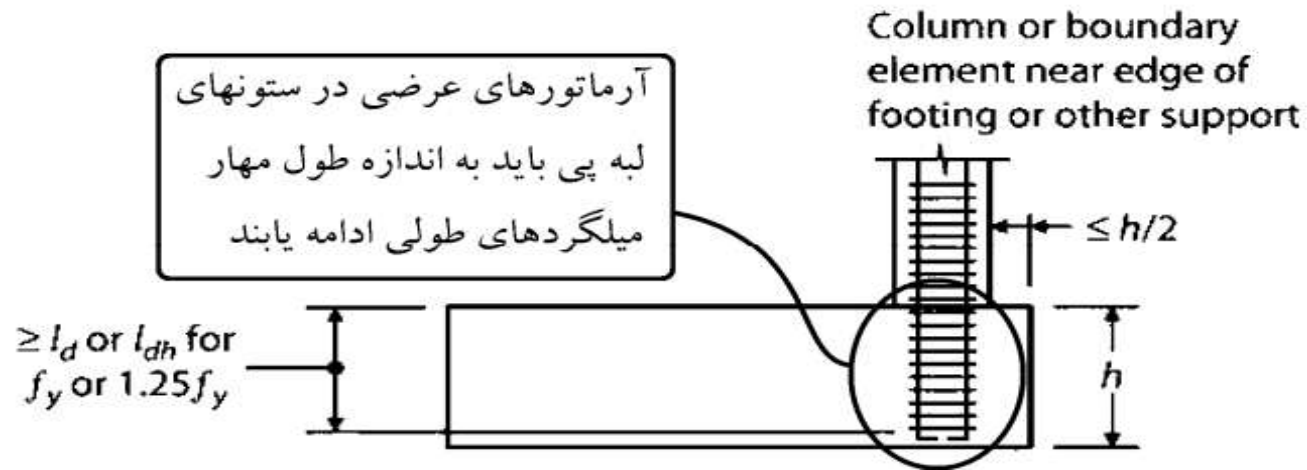 Column or boundary
element near edge of
footing or other support
آرماتورهای عرضی در ستونهای
لبه پی باید به اندازه طول مهار
میلگردهای طولی ادامه یابند
≤ h/2
≥ l_d or l_dh for
f_y or 1.25f_y
h